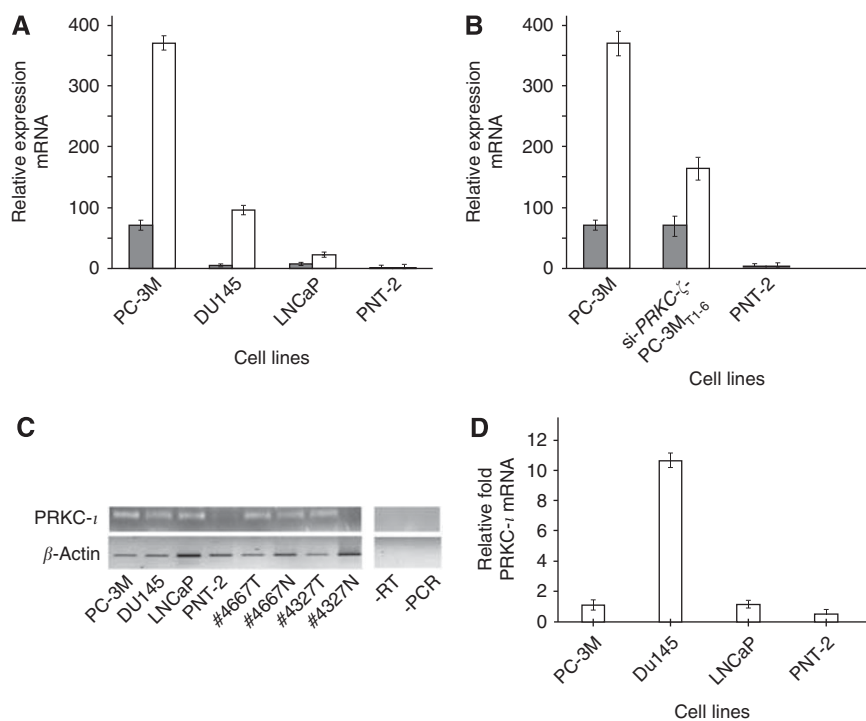 A
Relative expression
mRNA
400
300
200
100
0
PC-3M
DU145
LNCaP
PNT-2
Cell lines
B
Relative expression
mRNA
400
300
200
100
0
PC-3M
si-PRKC-ζ-
PC-3M T1–6
PNT-2
Cell lines
C
PRKC-ι
β-Actin
PC-3M
DU145
LNCaP
PNT-2
#4667T
#4667N
#4327T
#4327N
-RT
-PCR
D
Relative fold
PRKC-ι mRNA
12
10
8
6
4
2
0
PC-3M
Du145
LNCaP
PNT-2
Cell lines